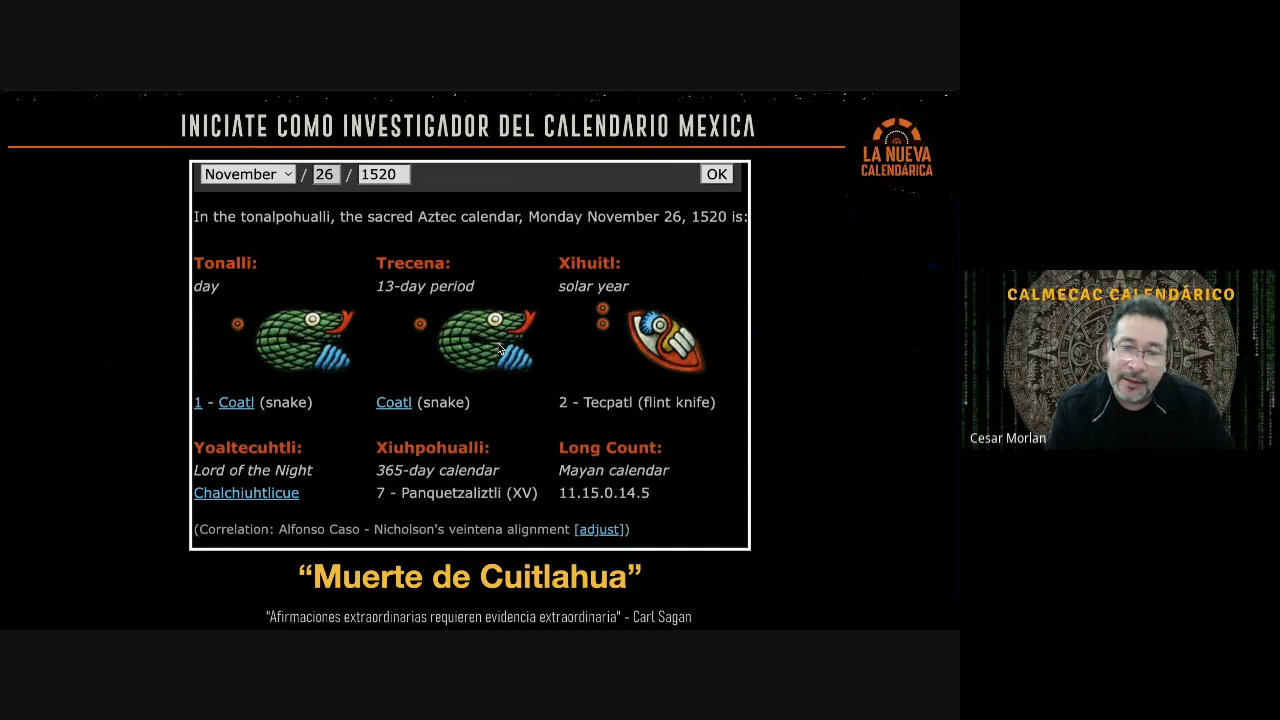 INICIATE COMO INVESTIGADOR DEL CALENDARIO MEXICA
LA NUEVA
CALENDÁRICA
November / 26 / 1520 OK
In the tonalpohualli, the sacred Aztec calendar, Monday November 26, 1520 is:
Tonalli: Trecena: Xihuitl:
day 13-day period solar year
1 - Coatl (snake) Coatl (snake) 2 - Tecpatl (flint knife)
Yoaltecuhtli: Xiuhpohualli: Long Count:
Lord of the Night 365-day calendar Mayan calendar
Chalchiuhtlicue 7 - Panquetzaliztli (XV) 11.15.0.14.5
(Correlation: Alfonso Caso - Nicholson's veintena alignment [adjust])
“Muerte de Cuitlahua”
"Afirmaciones extraordinarias requieren evidencia extraordinaria" - Carl Sagan
CALMECAC CALENDÁRICO
Cesar Morlan